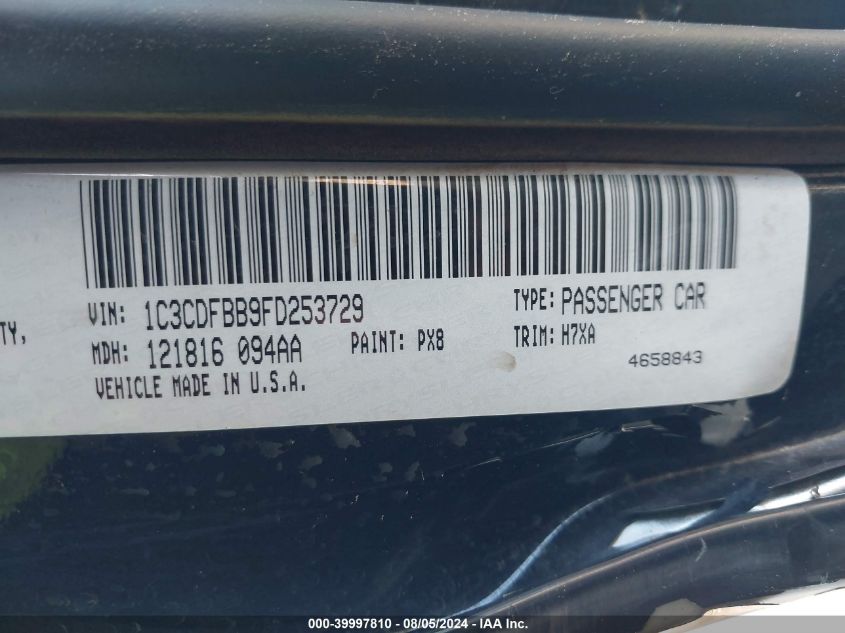 VIN: 1C3CDFBB9FD253729 TYPE: PASSENGER CAR
TY,
MDH: 121816 094AA PAINT: PX8 TRIM: H7XA
4658843
VEHICLE MADE IN U.S.A.
000-39997810 - 08/05/2024 - IAA Inc.